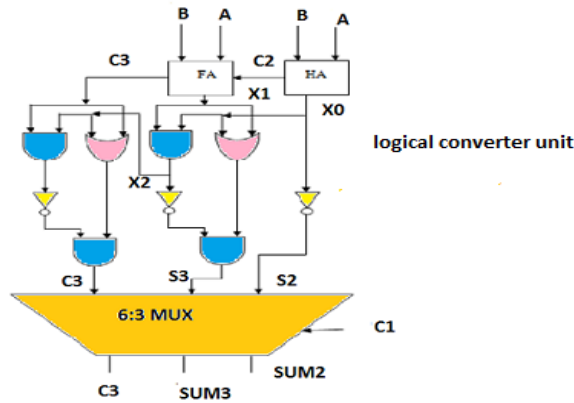 B A B A
C3 FA C2 HA
X1
X0
logical converter unit
X2
C3 S3 S2
6:3 MUX
C1
C3 SUM3 SUM2